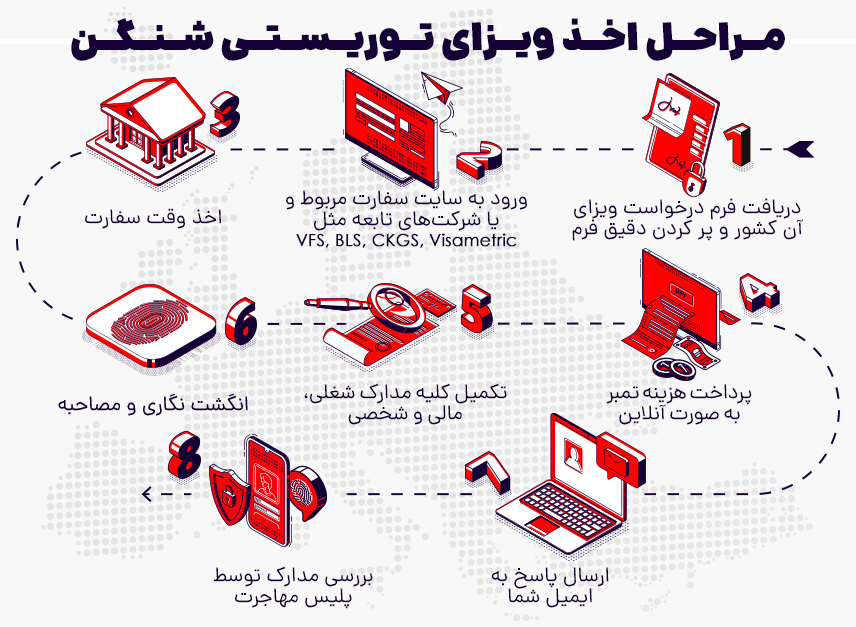 مراحل اخذ ویزای توریستی شنگن
1
دریافت فرم درخواست ویزای
آن کشور و پر کردن دقیق فرم
2
ورود به سایت سفارت مربوط و
یا شرکت‌های تابعه مثل
VFS, BLS, CKGS, Visametric
3
اخذ وقت سفارت
4
pay
پرداخت هزینه تمبر
به صورت آنلاین
5
تکمیل کلیه مدارک شغلی،
مالی و شخصی
6
انگشت نگاری و مصاحبه
7
ارسال پاسخ به
ایمیل شما
8
بررسی مدارک توسط
پلیس مهاجرت